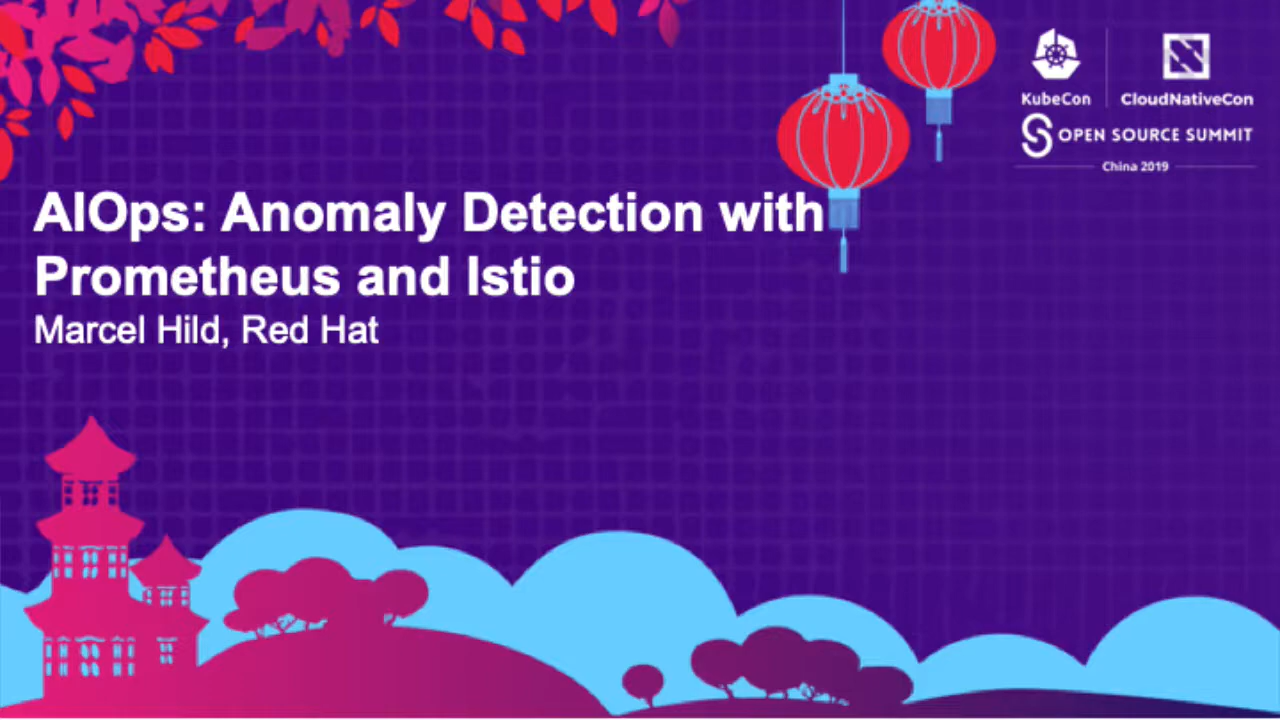 KubeCon
CloudNativeCon
OPEN SOURCE SUMMIT
China 2019
AIOps: Anomaly Detection with
Prometheus and Istio
Marcel Hild, Red Hat